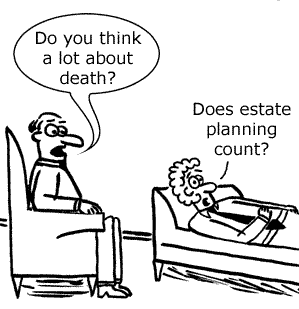 Do you think
a lot about
death?
Does estate
planning
count?